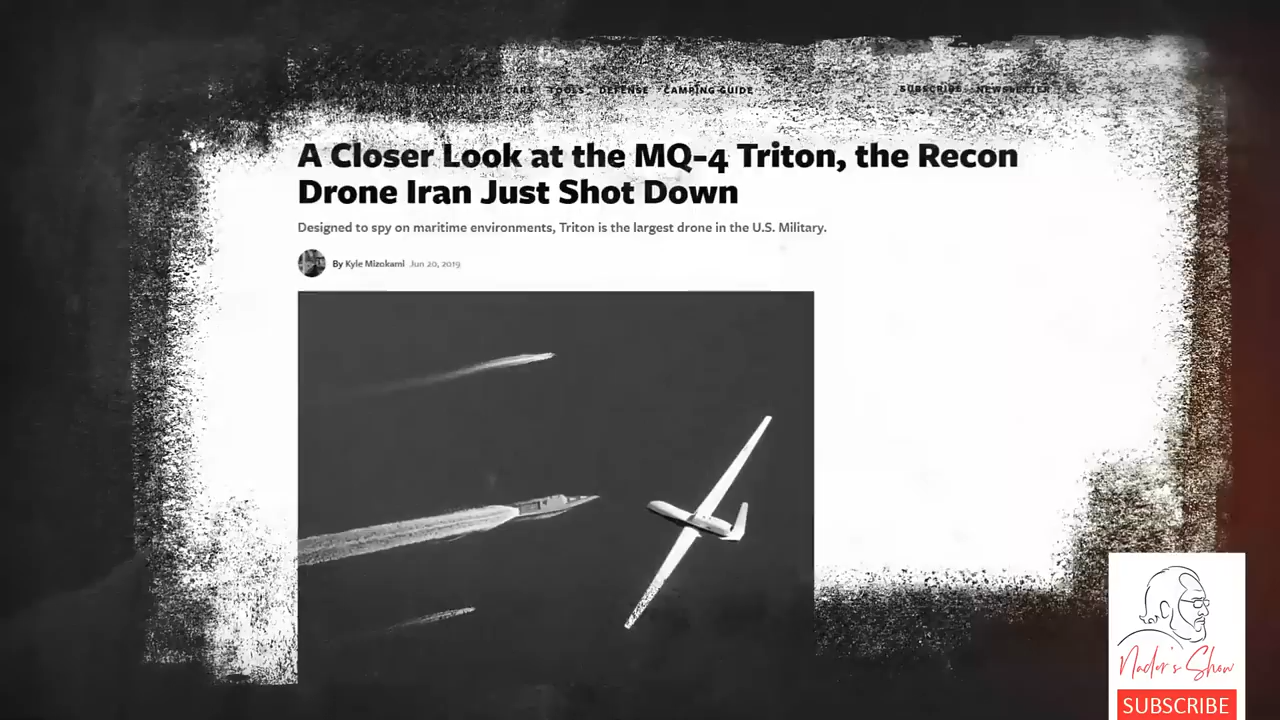 CARS TOOLS DEFENSE CAMPING GUIDE SUBSCRIBE NEWSLETTER
A Closer Look at the MQ-4 Triton, the Recon
Drone Iran Just Shot Down
Designed to spy on maritime environments, Triton is the largest drone in the U.S. Military.
By Kyle Mizokami Jun 20, 2019
Nader's Show
SUBSCRIBE